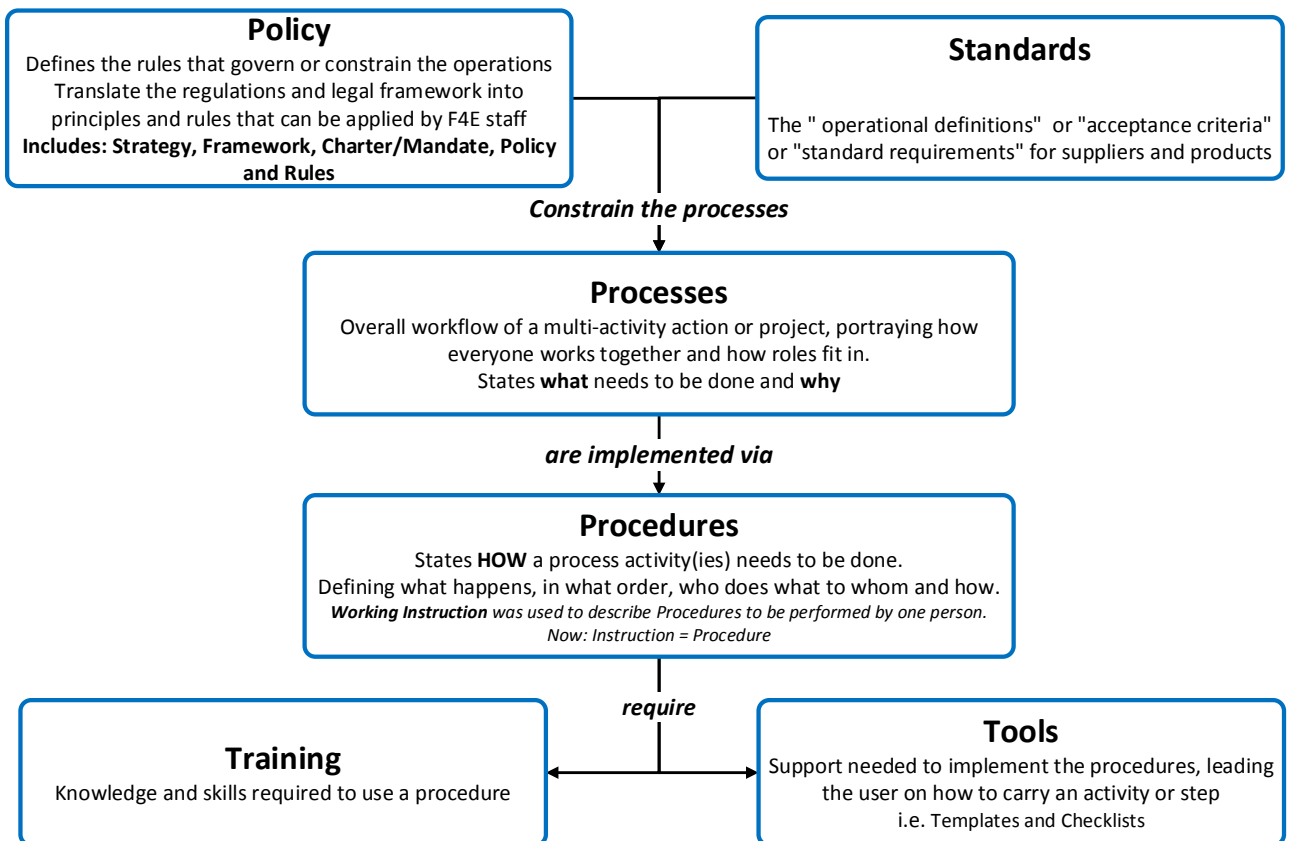 Policy
Defines the rules that govern or constrain the operations
Translate the regulations and legal framework into
principles and rules that can be applied by F4E staff
Includes: Strategy, Framework, Charter/Mandate, Policy
and Rules
Standards
The " operational definitions"  or "acceptance criteria"
or "standard requirements" for suppliers and products
Constrain the processes
Processes
Overall workflow of a multi-activity action or project, portraying how
everyone works together and how roles fit in.
States what needs to be done and why
are implemented via
Procedures
States HOW a process activity(ies) needs to be done.
Defining what happens, in what order, who does what to whom and how.
Working Instruction was used to describe Procedures to be performed by one person.
Now: Instruction = Procedure
require
Training
Knowledge and skills required to use a procedure
Tools
Support needed to implement the procedures, leading
the user on how to carry an activity or step
i.e. Templates and Checklists